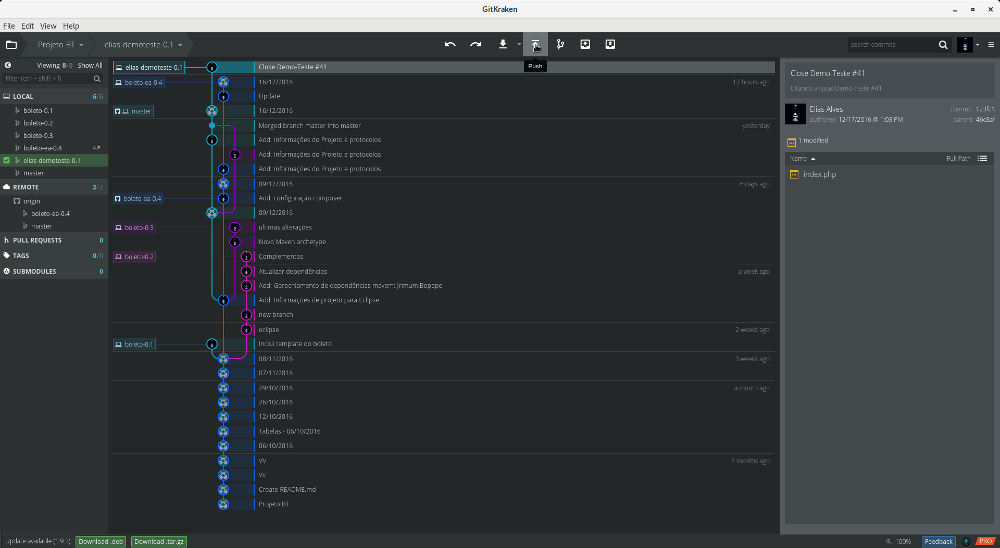 GitKraken
File Edit View Help
Projeto-BT elias-demoteste-0.1 search commits
Push
Viewing 8/8 Show All
Filter (ctrl + shift + f)
LOCAL 6/6
boleto-0.1
boleto-0.2
boleto-0.3
boleto-ea-0.4 4↗
elias-demoteste-0.1
master
REMOTE 2/2
origin
boleto-ea-0.4
master
PULL REQUESTS 0
TAGS 0/0
SUBMODULES 0
elias-demoteste-0.1 Close Demo-Teste #41
boleto-ea-0.4 16/12/2016 12 hours ago
Update
master 16/12/2016
Merged branch master into master yesterday
Add: Informações do Projeto e protocolos
Add: Informações do Projeto e protocolos
Add: Informações do Projeto e protocolos
09/12/2016 6 days ago
boleto-ea-0.4 Add: configuração composer
09/12/2016
boleto-0.3 ultimas alterações
Novo Maven archetype
boleto-0.2 Complementos
Atualizar dependências a week ago
Add: Gerecniamento de dependências mavem: Jrimum:Bopepo
Add: Informações de projeto para Eclipse
new branch
eclipse 2 weeks ago
boleto-0.1 Inclui template do boleto
08/11/2016 3 weeks ago
07/11/2016
29/10/2016 a month ago
26/10/2016
12/10/2016
Tabelas - 06/10/2016
06/10/2016
VV 2 months ago
Vv
Create README.md
Projeto BT
Close Demo-Teste #41
Citando a Issue Demo-Teste #41
Elias Alves commit: 123fc1
authored 12/17/2016 @ 1:03 PM parent: 46c8af
1 modified
Name Full Path
index.php
Update available (1.9.3) Download .deb Download .tar.gz 100% Feedback PRO